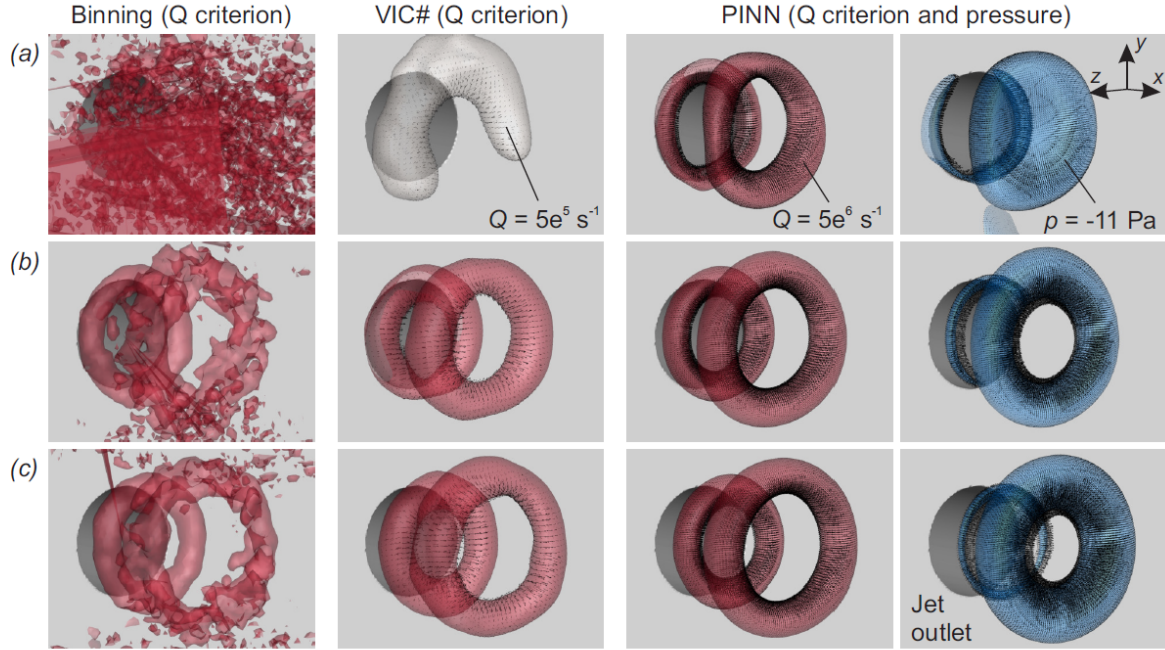 Binning (Q criterion) VIC# (Q criterion) PINN (Q criterion and pressure)
(a)
y
z x
Q = 5e⁵ s⁻¹ Q = 5e⁶ s⁻¹ p = -11 Pa
(b)
(c)
Jet
outlet